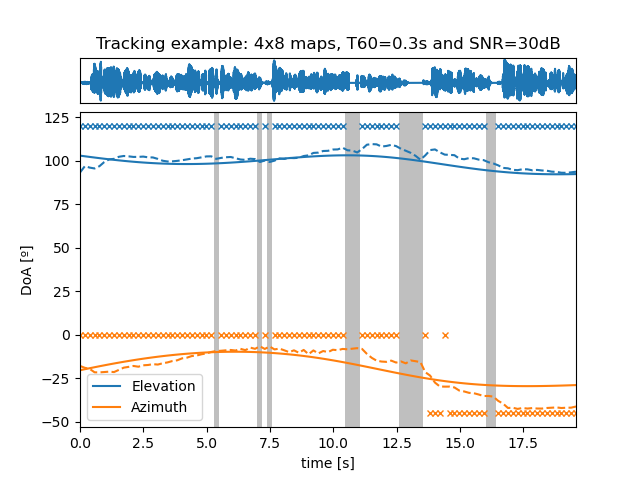 Tracking example: 4x8 maps, T60=0.3s and SNR=30dB
125
100
75
50
25
0
−25
−50
DoA [º]
Elevation
Azimuth
0.0 2.5 5.0 7.5 10.0 12.5 15.0 17.5
time [s]